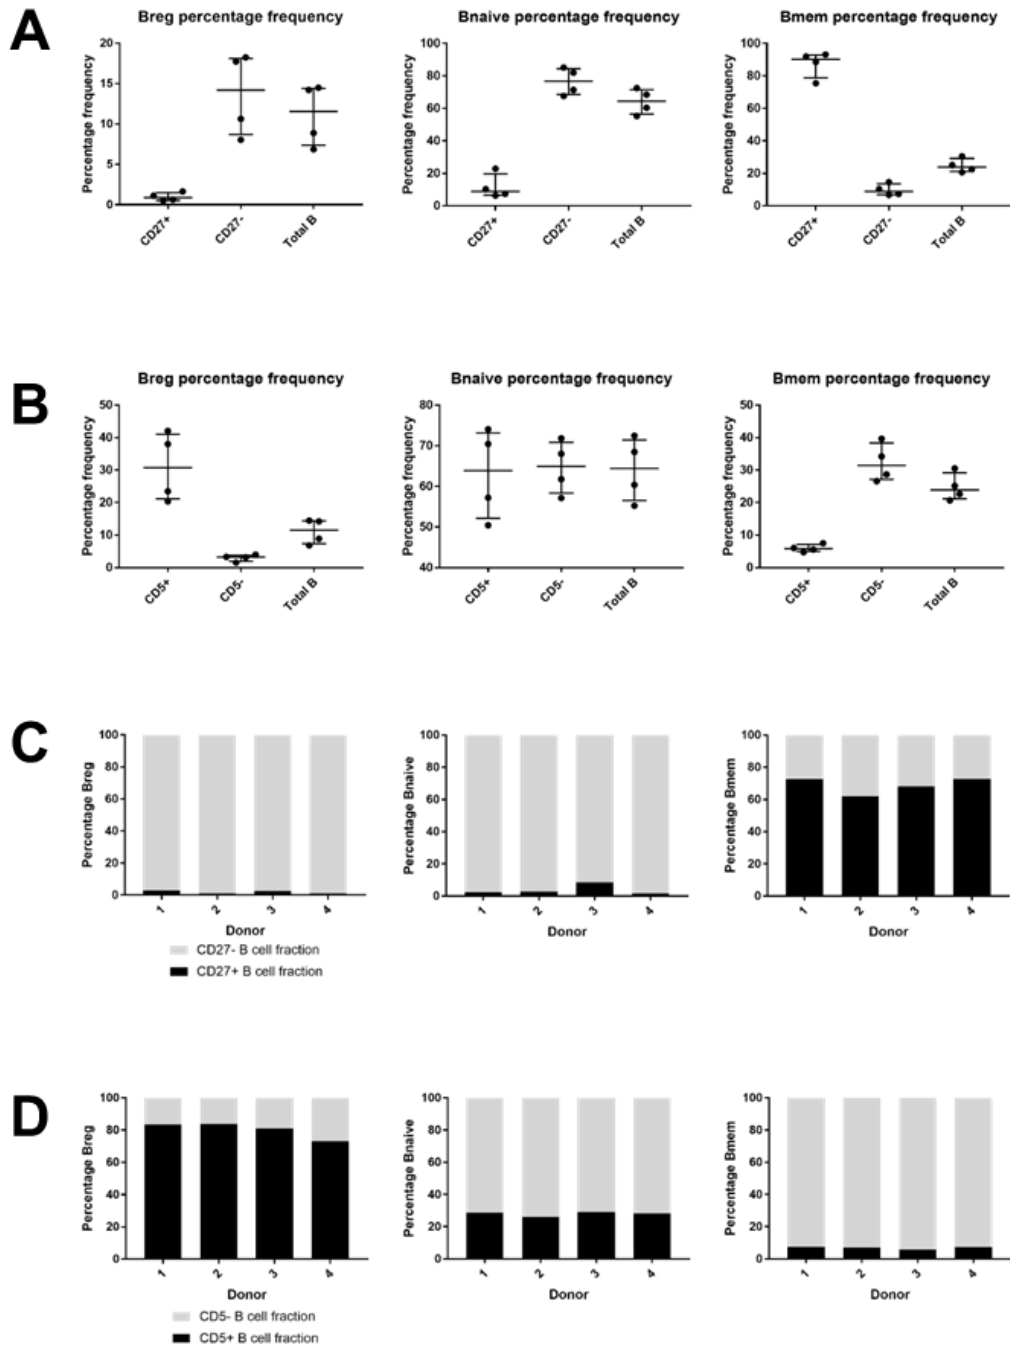 A
Breg percentage frequency
Percentage frequency
20
15
10
5
0
CD27+
CD27-
Total B
Bnaive percentage frequency
Percentage frequency
100
80
60
40
20
0
CD27+
CD27-
Total B
Bmem percentage frequency
Percentage frequency
100
80
60
40
20
0
CD27+
CD27-
Total B
B
Breg percentage frequency
Percentage frequency
50
40
30
20
10
0
CD5+
CD5-
Total B
Bnaive percentage frequency
Percentage frequency
80
70
60
50
40
CD5+
CD5-
Total B
Bmem percentage frequency
Percentage frequency
50
40
30
20
10
0
CD5+
CD5-
Total B
C
Percentage Breg
100
80
60
40
20
0
1
2
3
4
Donor
CD27- B cell fraction
CD27+ B cell fraction
Percentage Bnaive
100
80
60
40
20
0
1
2
3
4
Donor
Percentage Bmem
100
80
60
40
20
0
1
2
3
4
Donor
D
Percentage Breg
100
80
60
40
20
0
1
2
3
4
Donor
CD5- B cell fraction
CD5+ B cell fraction
Percentage Bnaive
100
80
60
40
20
0
1
2
3
4
Donor
Percentage Bmem
100
80
60
40
20
0
1
2
3
4
Donor